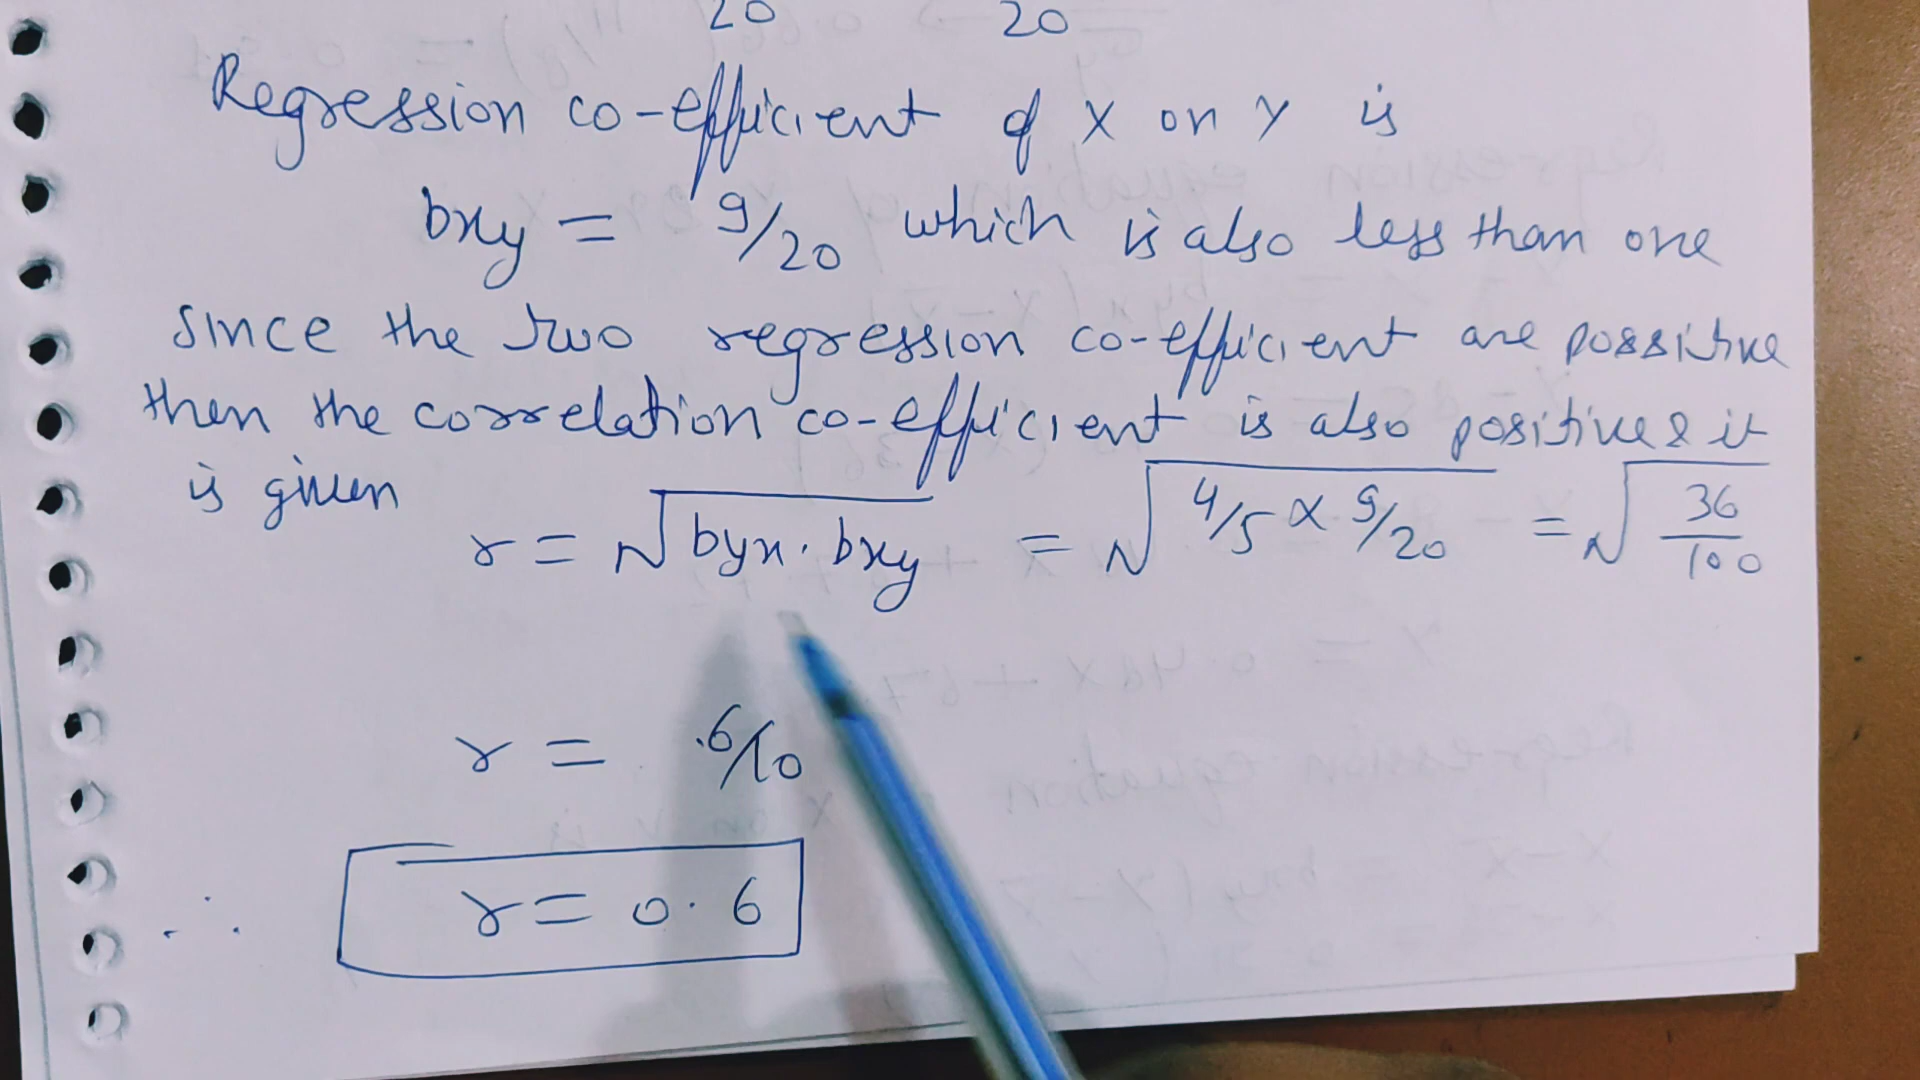 20 20
Regression co-efficient of X on Y is
bxy = 9/20 which is also less than one
Since the two regression co-efficient are possitive
then the correlation co-efficient is also positive & it
is given
r = √byx . bxy = √4/5 × 9/20 = √36/100
r = .6/10
∴ r = 0.6